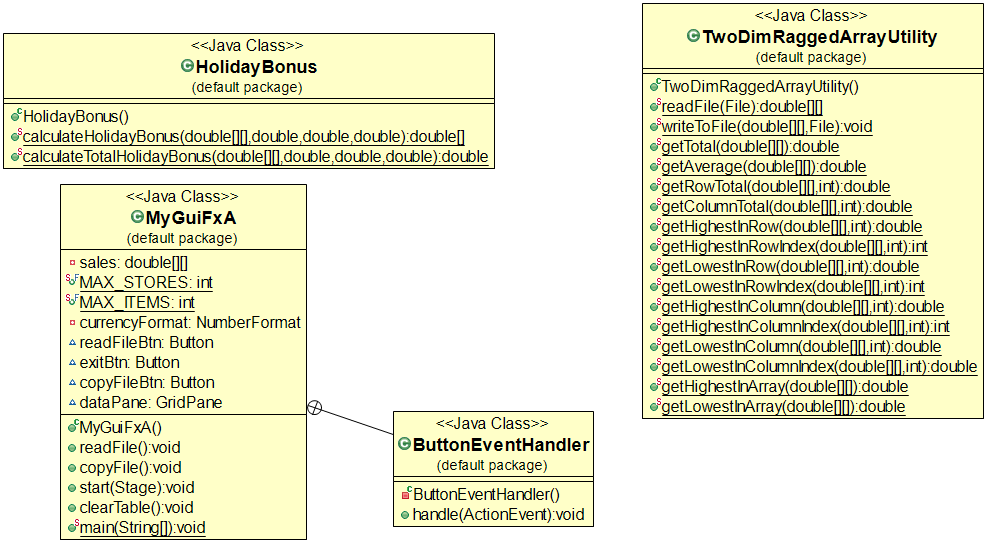 <<Java Class>>
HolidayBonus
(default package)
HolidayBonus()
calculateHolidayBonus(double[][],double,double,double):double[]
calculateTotalHolidayBonus(double[][],double,double,double):double
<<Java Class>>
MyGuiFxA
(default package)
sales: double[][]
MAX_STORES: int
MAX_ITEMS: int
currencyFormat: NumberFormat
readFileBtn: Button
exitBtn: Button
copyFileBtn: Button
dataPane: GridPane
MyGuiFxA()
readFile():void
copyFile():void
start(Stage):void
clearTable():void
main(String[]):void
<<Java Class>>
ButtonEventHandler
(default package)
ButtonEventHandler()
handle(ActionEvent):void
<<Java Class>>
TwoDimRaggedArrayUtility
(default package)
TwoDimRaggedArrayUtility()
readFile(File):double[][]
writeToFile(double[][],File):void
getTotal(double[][]):double
getAverage(double[][]):double
getRowTotal(double[][],int):double
getColumnTotal(double[][],int):double
getHighestInRow(double[][],int):double
getHighestInRowIndex(double[][],int):int
getLowestInRow(double[][],int):double
getLowestInRowIndex(double[][],int):int
getHighestInColumn(double[][],int):double
getHighestInColumnIndex(double[][],int):int
getLowestInColumn(double[][],int):double
getLowestInColumnIndex(double[][],int):double
getHighestInArray(double[][]):double
getLowestInArray(double[][]):double